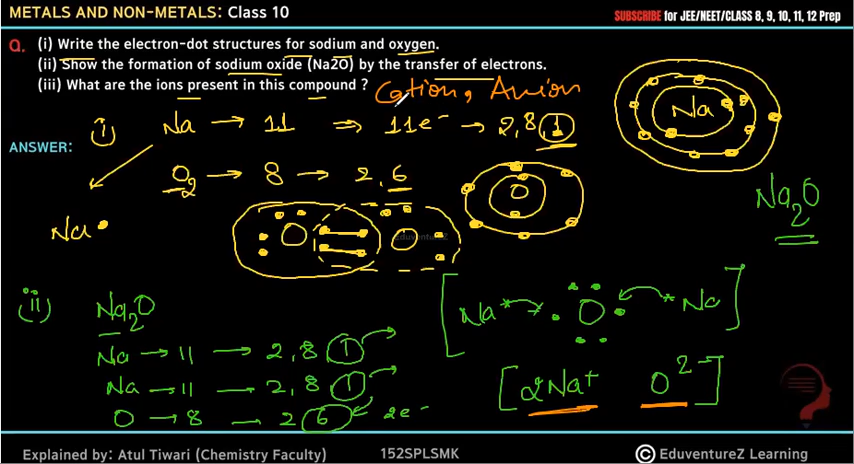 METALS AND NON-METALS: Class 10
SUBSCRIBE for JEE/NEET/CLASS 8, 9, 10, 11, 12 Prep
Q. (i) Write the electron-dot structures for sodium and oxygen.
(ii) Show the formation of sodium oxide (Na2O) by the transfer of electrons.
(iii) What are the ions present in this compound ? Cation, Anion
ANSWER:
(i) Na → 11 ⇒ 11e⁻ → 2,8,1
Na
O₂ → 8 → 2,6
O
Na₂O
Na•
O O
EduventureZ
(ii) Na₂O
Na → 11 → 2,8,1
Na → 11 → 2,8,1
O → 8 → 2 6 2e⁻
[Na* O *Na]
[2Na⁺ O²⁻]
Explained by: Atul Tiwari (Chemistry Faculty)
152SPLSMK
© EduventureZ Learning